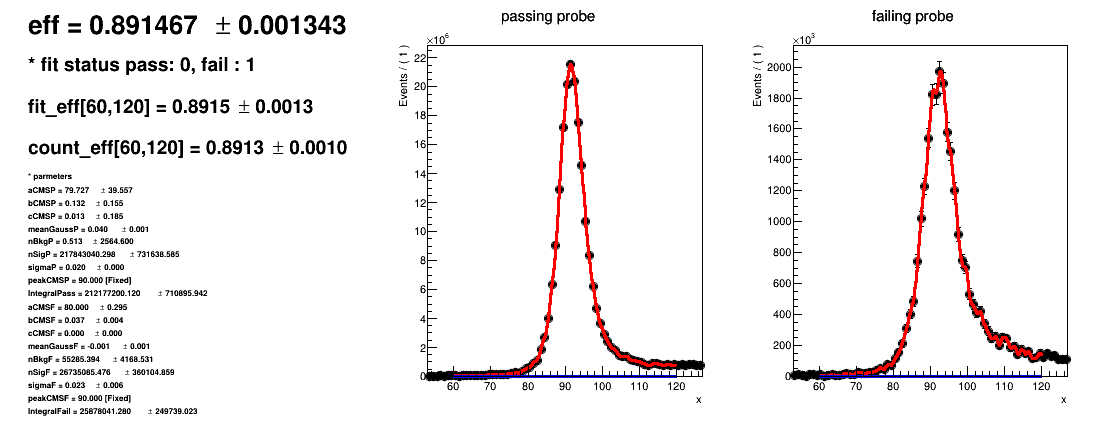 eff = 0.891467 ± 0.001343
* fit status pass: 0, fail : 1
fit_eff[60,120] = 0.8915 ± 0.0013
count_eff[60,120] = 0.8913 ± 0.0010
* parmeters
aCMSP = 79.727 ± 39.557
bCMSP = 0.132 ± 0.155
cCMSP = 0.013 ± 0.185
meanGaussP = 0.040 ± 0.001
nBkgP = 0.513 ± 2564.600
nSigP = 217843040.298 ± 731638.585
sigmaP = 0.020 ± 0.000
peakCMSP = 90.000 [Fixed]
IntegralPass = 212177200.120 ± 710895.942
aCMSF = 80.000 ± 0.295
bCMSF = 0.037 ± 0.004
cCMSF = 0.000 ± 0.000
meanGaussF = -0.001 ± 0.001
nBkgF = 55285.394 ± 4168.531
nSigF = 26735085.476 ± 360104.859
sigmaF = 0.023 ± 0.006
peakCMSF = 90.000 [Fixed]
IntegralFail = 25878041.280 ± 249739.023
passing probe
×10⁶
Events / ( 1 )
22
20
18
16
14
12
10
8
6
4
2
0
60 70 80 90 100 110 120
x
failing probe
×10³
Events / ( 1 )
2000
1800
1600
1400
1200
1000
800
600
400
200
0
60 70 80 90 100 110 120
x